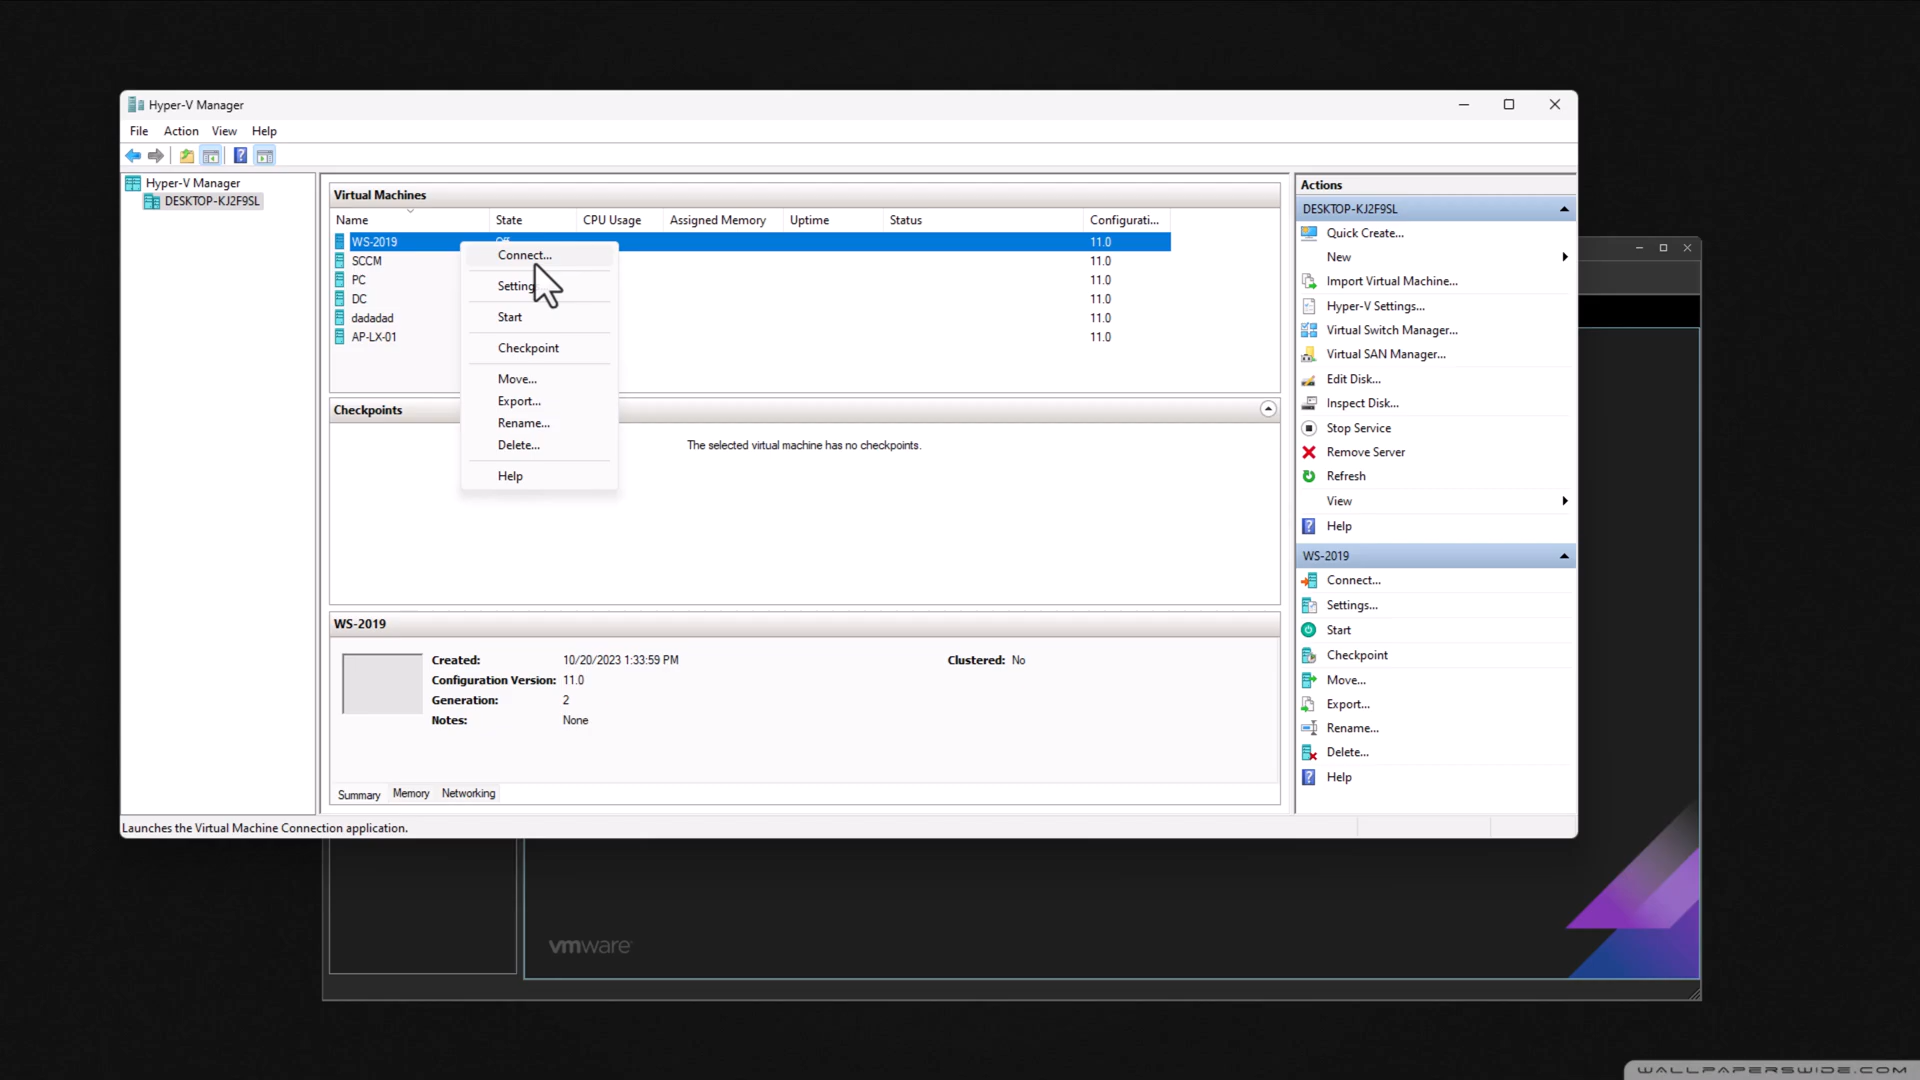 Hyper-V Manager
File Action View Help
Hyper-V Manager
DESKTOP-KJ2F9SL
Virtual Machines
Name State CPU Usage Assigned Memory Uptime Status Configurati...
WS-2019 Off 11.0
SCCM 11.0
PC 11.0
DC 11.0
dadadad 11.0
AP-LX-01 11.0
Connect...
Setting
Start
Checkpoint
Move...
Export...
Rename...
Delete...
Help
Checkpoints
The selected virtual machine has no checkpoints.
WS-2019
Created: 10/20/2023 1:33:59 PM Clustered: No
Configuration Version: 11.0
Generation: 2
Notes: None
Summary Memory Networking
Launches the Virtual Machine Connection application.
Actions
DESKTOP-KJ2F9SL
Quick Create...
New
Import Virtual Machine...
Hyper-V Settings...
Virtual Switch Manager...
Virtual SAN Manager...
Edit Disk...
Inspect Disk...
Stop Service
Remove Server
Refresh
View
Help
WS-2019
Connect...
Settings...
Start
Checkpoint
Move...
Export...
Rename...
Delete...
Help
vmware
WALLPAPERSWIDE.COM